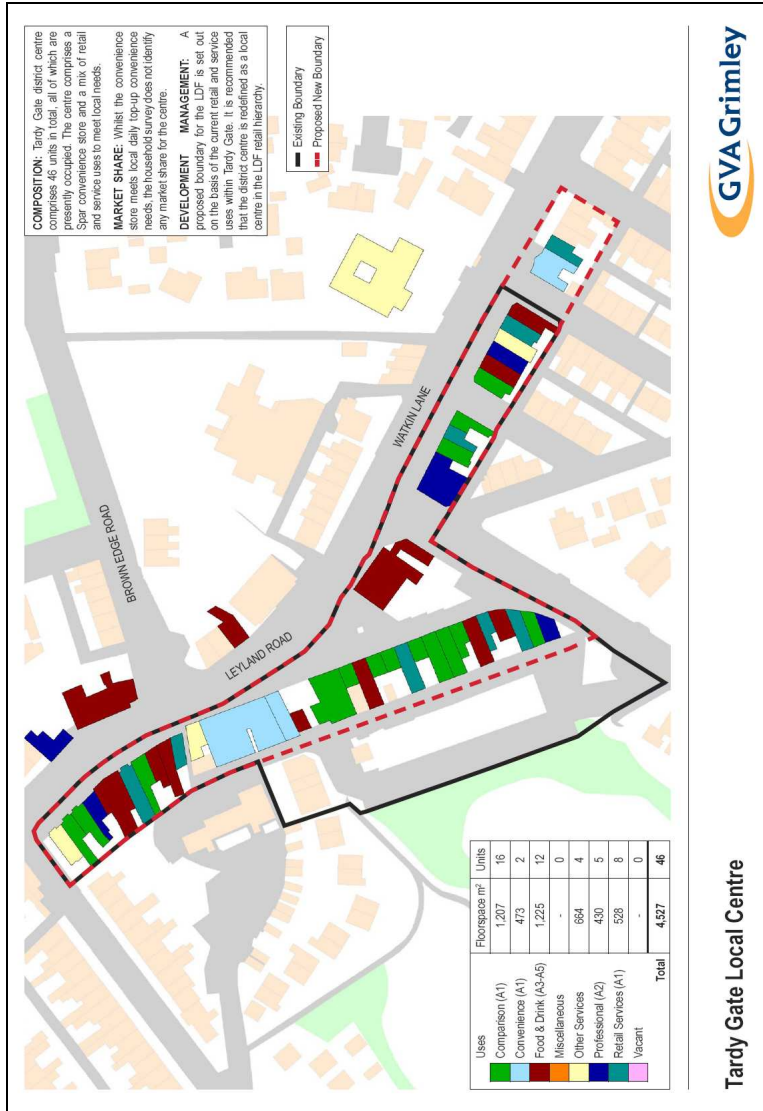 COMPOSITION: Tardy Gate district centre
comprises 46 units in total, all of which are
presently occupied. The centre comprises a
Spar convenience store and a mix of retail
and service uses to meet local needs.
MARKET SHARE: Whilst the convenience
store meets local daily top-up convenience
needs, the household survey does not identify
any market share for the centre.
DEVELOPMENT MANAGEMENT: A
proposed boundary for the LDF is set out
on the basis of the current retail and service
uses within Tardy Gate. It is recommended
that the district centre is redefined as a local
centre in the LDF retail hierarchy.
Existing Boundary
Proposed New Boundary
BROWN EDGE ROAD
LEYLAND ROAD
WATKIN LANE
Uses Floorspace m² Units
Comparison (A1) 1,207 16
Convenience (A1) 473 2
Food & Drink (A3-A5) 1,225 12
Miscellaneous - 0
Other Services 664 4
Professional (A2) 430 5
Retail Services (A1) 528 8
Vacant - 0
Total 4,527 46
Tardy Gate Local Centre
GVA Grimley